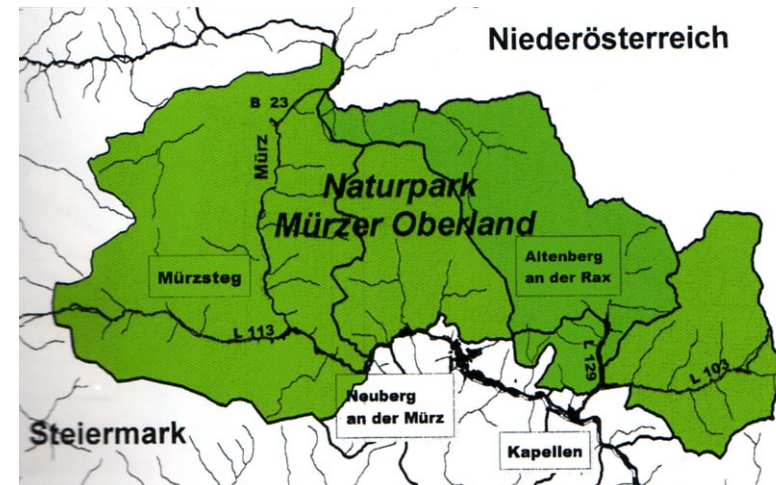 Niederösterreich
B 23
Mürz
Naturpark
Mürzer Oberland
Altenberg
an der Rax
Mürzsteg
L 113
L 129
L 103
Neuberg
an der Mürz
Steiermark
Kapellen